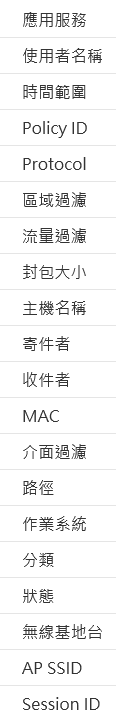 應用服務
使用者名稱
時間範圍
Policy ID
Protocol
區域過濾
流量過濾
封包大小
主機名稱
寄件者
收件者
MAC
介面過濾
路徑
作業系統
分類
狀態
無線基地台
AP SSID
Session ID